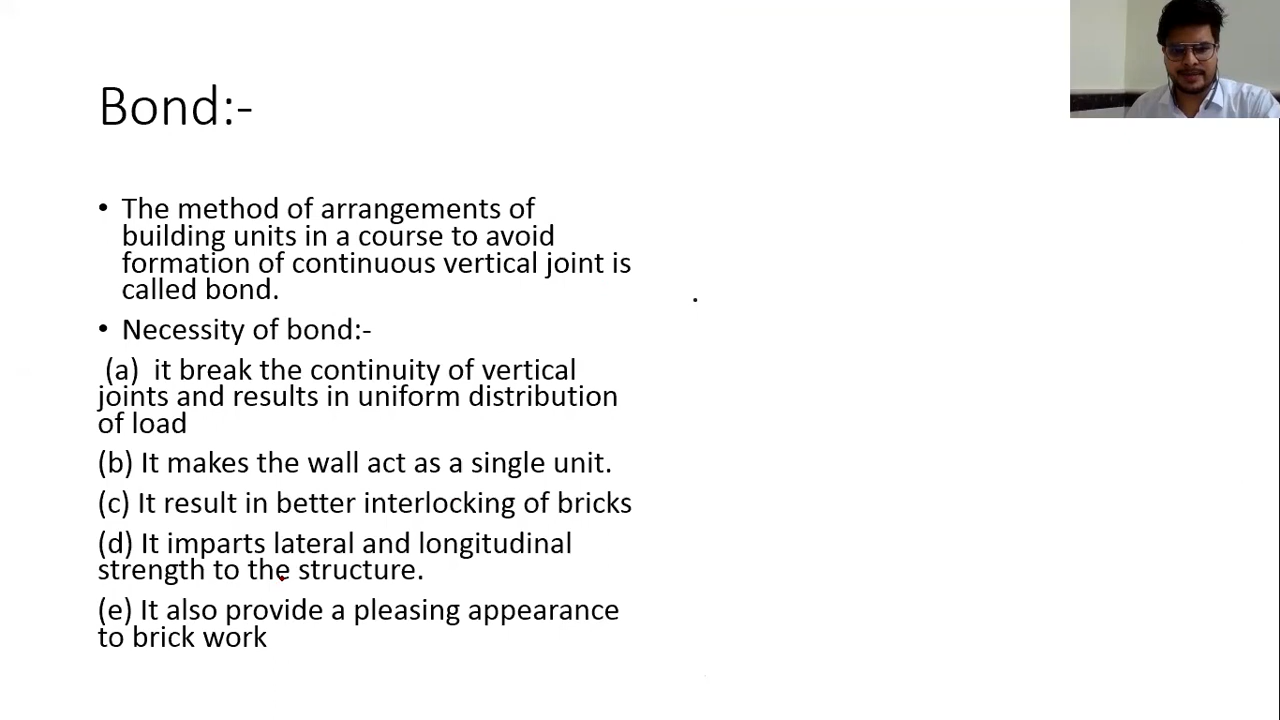 Bond:-
• The method of arrangements of
building units in a course to avoid
formation of continuous vertical joint is
called bond.
• Necessity of bond:-
(a) it break the continuity of vertical
joints and results in uniform distribution
of load
(b) It makes the wall act as a single unit.
(c) It result in better interlocking of bricks
(d) It imparts lateral and longitudinal
strength to the structure.
(e) It also provide a pleasing appearance
to brick work